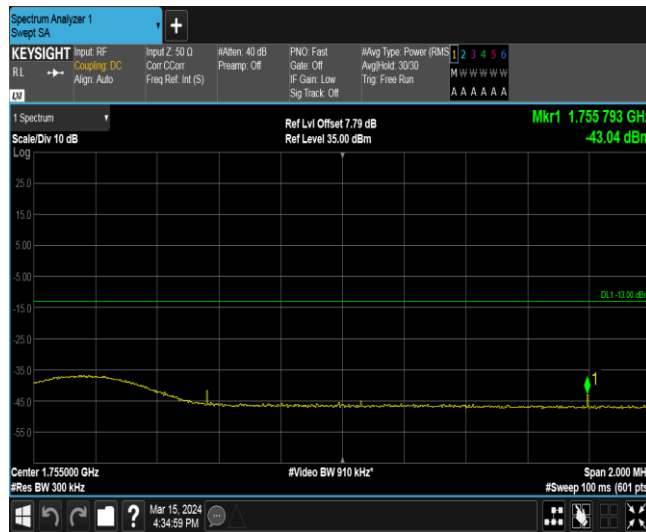 Spectrum Analyzer 1
Swept SA
+
KEYSIGHT
RL
LXI
Input: RF
Coupling: DC
Align: Auto
Input Z: 50 Ω
Corr CCorr
Freq Ref: Int (S)
#Atten: 40 dB
Preamp: Off
PNO: Fast
Gate: Off
IF Gain: Low
Sig Track: Off
#Avg Type: Power (RMS
Avg|Hold: 30/30
Trig: Free Run
1 2 3 4 5 6
M W W W W W
A A A A A A
1 Spectrum
Scale/Div 10 dB
Ref Lvl Offset 7.79 dB
Ref Level 35.00 dBm
Mkr1 1.755 793 GHz
-43.04 dBm
Log
25.0
15.0
5.00
-5.00
DL1 -13.00 dBm
-15.0
-25.0
-35.0
1
-45.0
-55.0
Center 1.755000 GHz
#Video BW 910 kHz*
Span 2.000 MH
#Res BW 300 kHz
#Sweep 100 ms (601 pts
?
Mar 15, 2024
4:34:59 PM